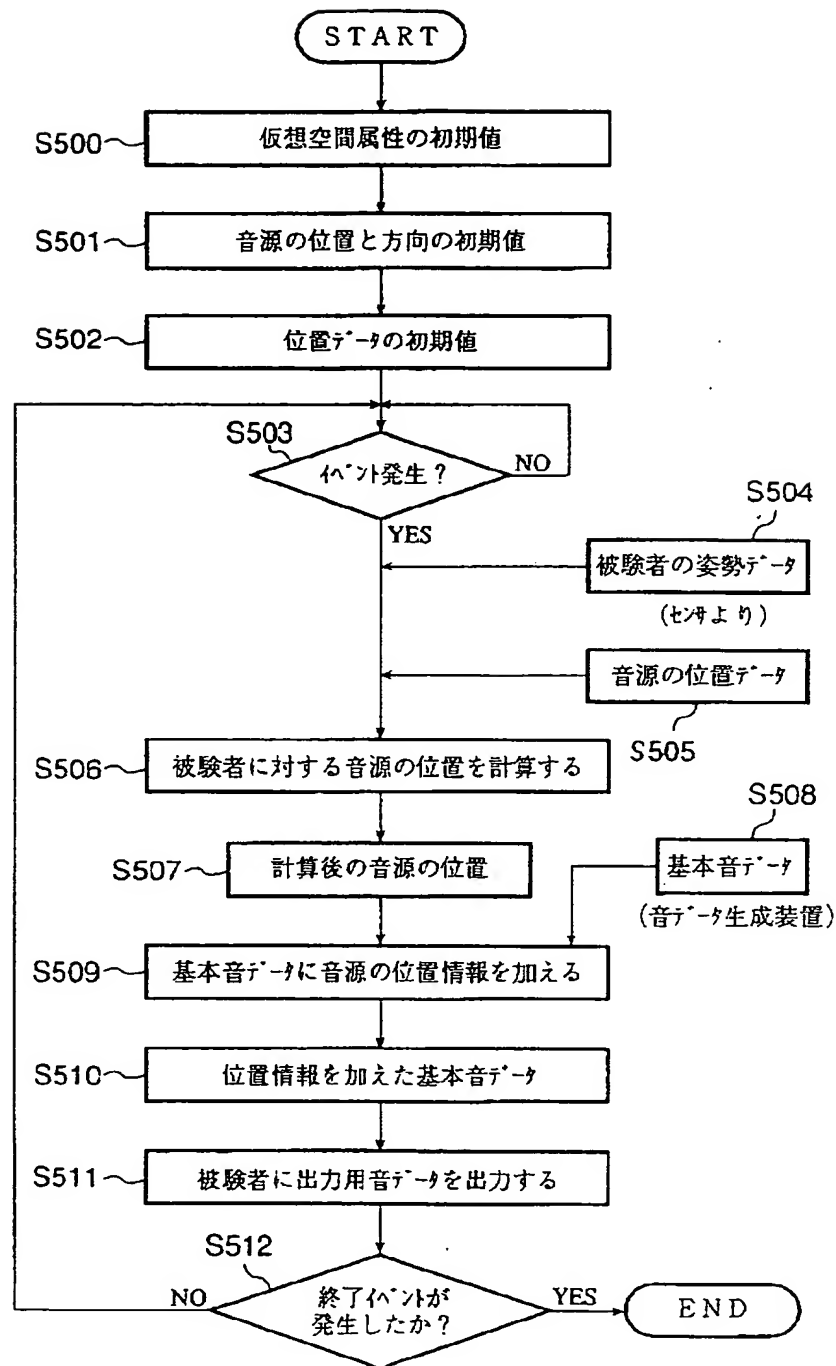 START
S500
仮想空間属性の初期値
S501
音源の位置と方向の初期値
S502
位置ﾃﾞｰﾀの初期値
S503
ｲﾍﾞﾝﾄ発生？
NO
YES
S504
被験者の姿勢ﾃﾞｰﾀ
(ｾﾝｻより)
音源の位置ﾃﾞｰﾀ
S505
S506
被験者に対する音源の位置を計算する
S507
計算後の音源の位置
S508
基本音ﾃﾞｰﾀ
(音ﾃﾞｰﾀ生成装置)
S509
基本音ﾃﾞｰﾀに音源の位置情報を加える
S510
位置情報を加えた基本音ﾃﾞｰﾀ
S511
被験者に出力用音ﾃﾞｰﾀを出力する
S512
終了ｲﾍﾞﾝﾄが
発生したか？
NO
YES
END